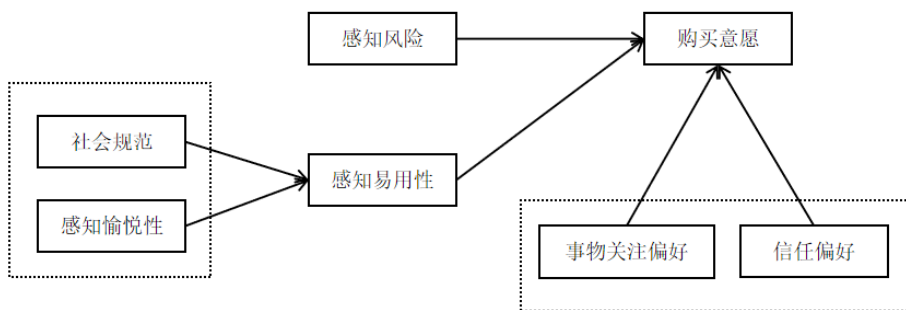 感知风险
购买意愿
社会规范
感知易用性
感知愉悦性
事物关注偏好
信任偏好